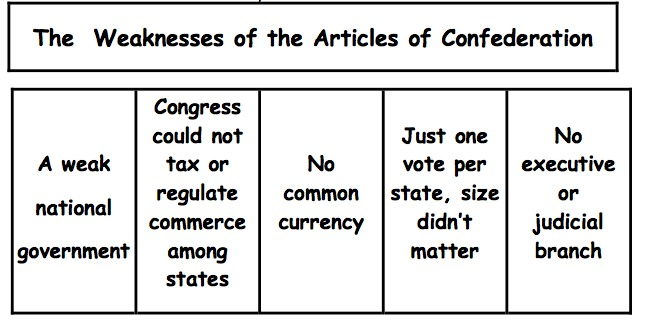 The Weaknesses of the Articles of Confederation
A weak
national
government
Congress
could not
tax or
regulate
commerce
among
states
No
common
currency
Just one
vote per
state, size
didn't
matter
No
executive
or
judicial
branch